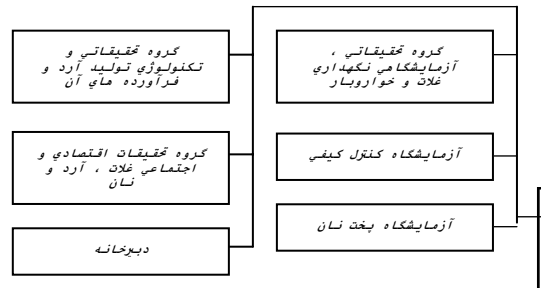 گروه تحقيقاتي ،
آزمايشگاهي نگهداري
غلات و خواروبار
آزمايشگاه كنترل كيفي
آزمايشگاه پخت نان
گروه تحقيقاتي و
تكنولوژي توليد آرد و
فرآورده هاي آن
گروه تحقيقات اقتصادي و
اجتماعي غلات ، آرد و
نان
دبيرخانه